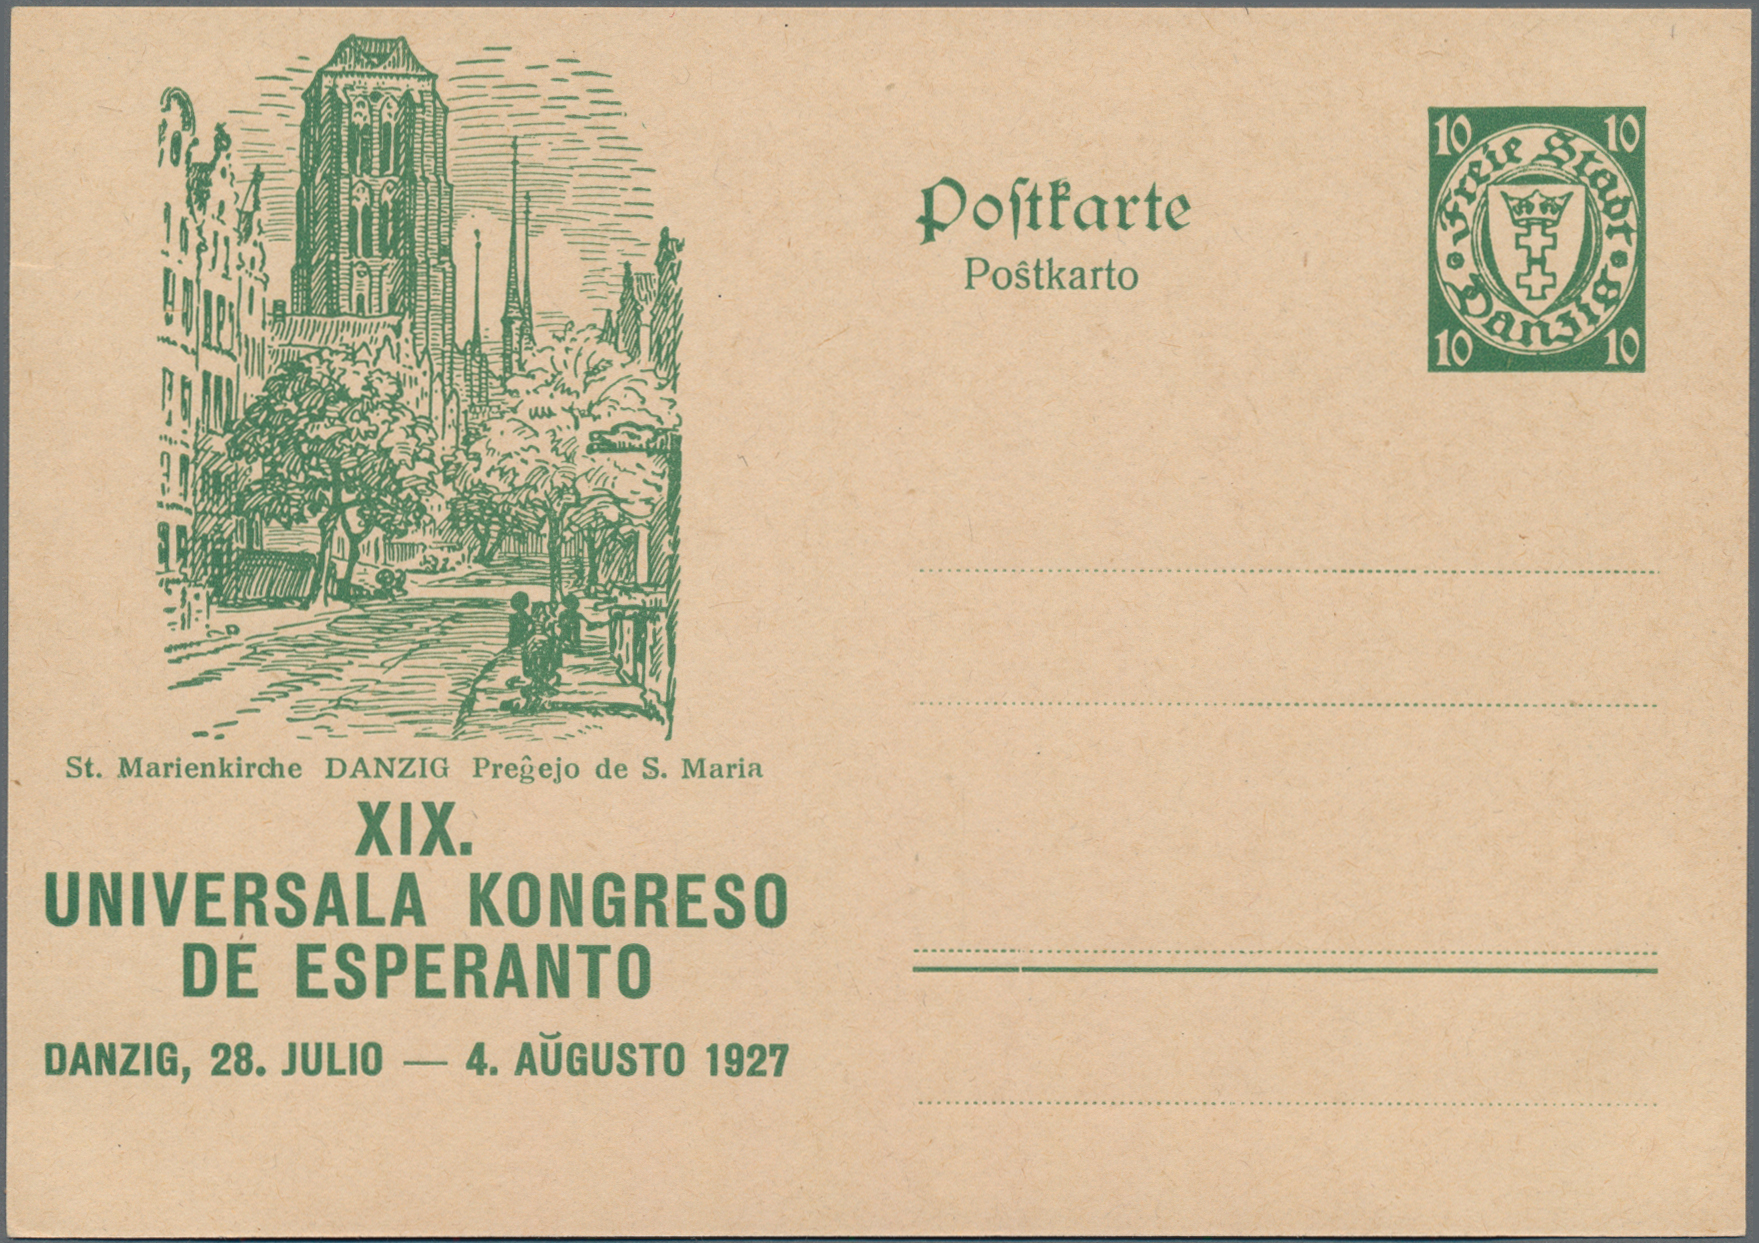 Poſtkarte
Poŝtkarto
10 10
Freie Stadt
Danzig
10 10
St. Marienkirche DANZIG Preĝejo de S. Maria
XIX.
UNIVERSALA KONGRESO
DE ESPERANTO
DANZIG, 28. JULIO — 4. AŬGUSTO 1927